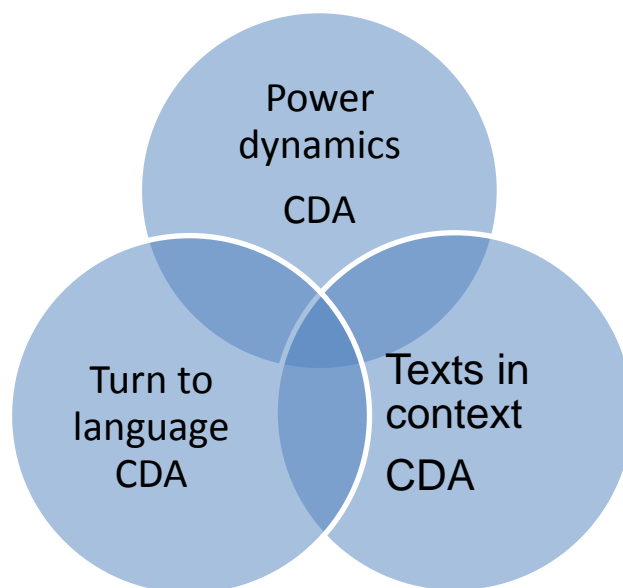 Power
dynamics
CDA
Turn to
language
CDA
Texts in
context
CDA